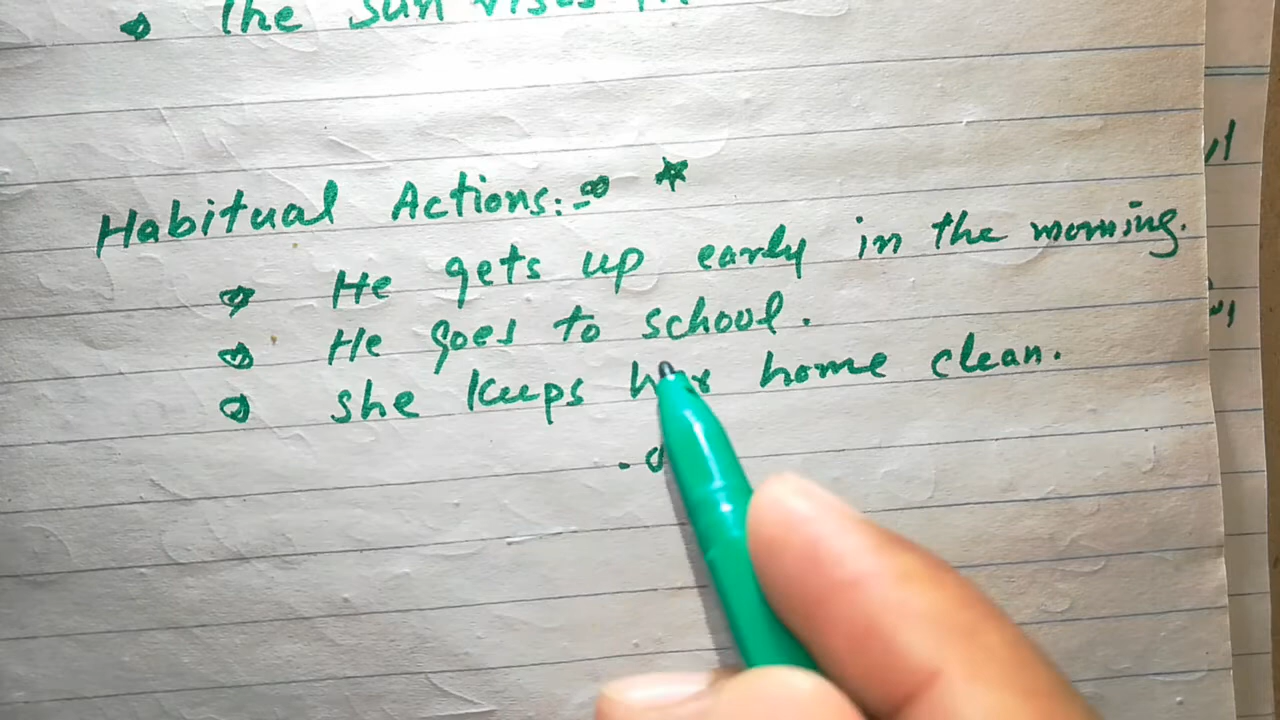 The Sun rises in
Habitual Actions:-
He gets up early in the morning.
He goes to school.
She keeps her home clean.